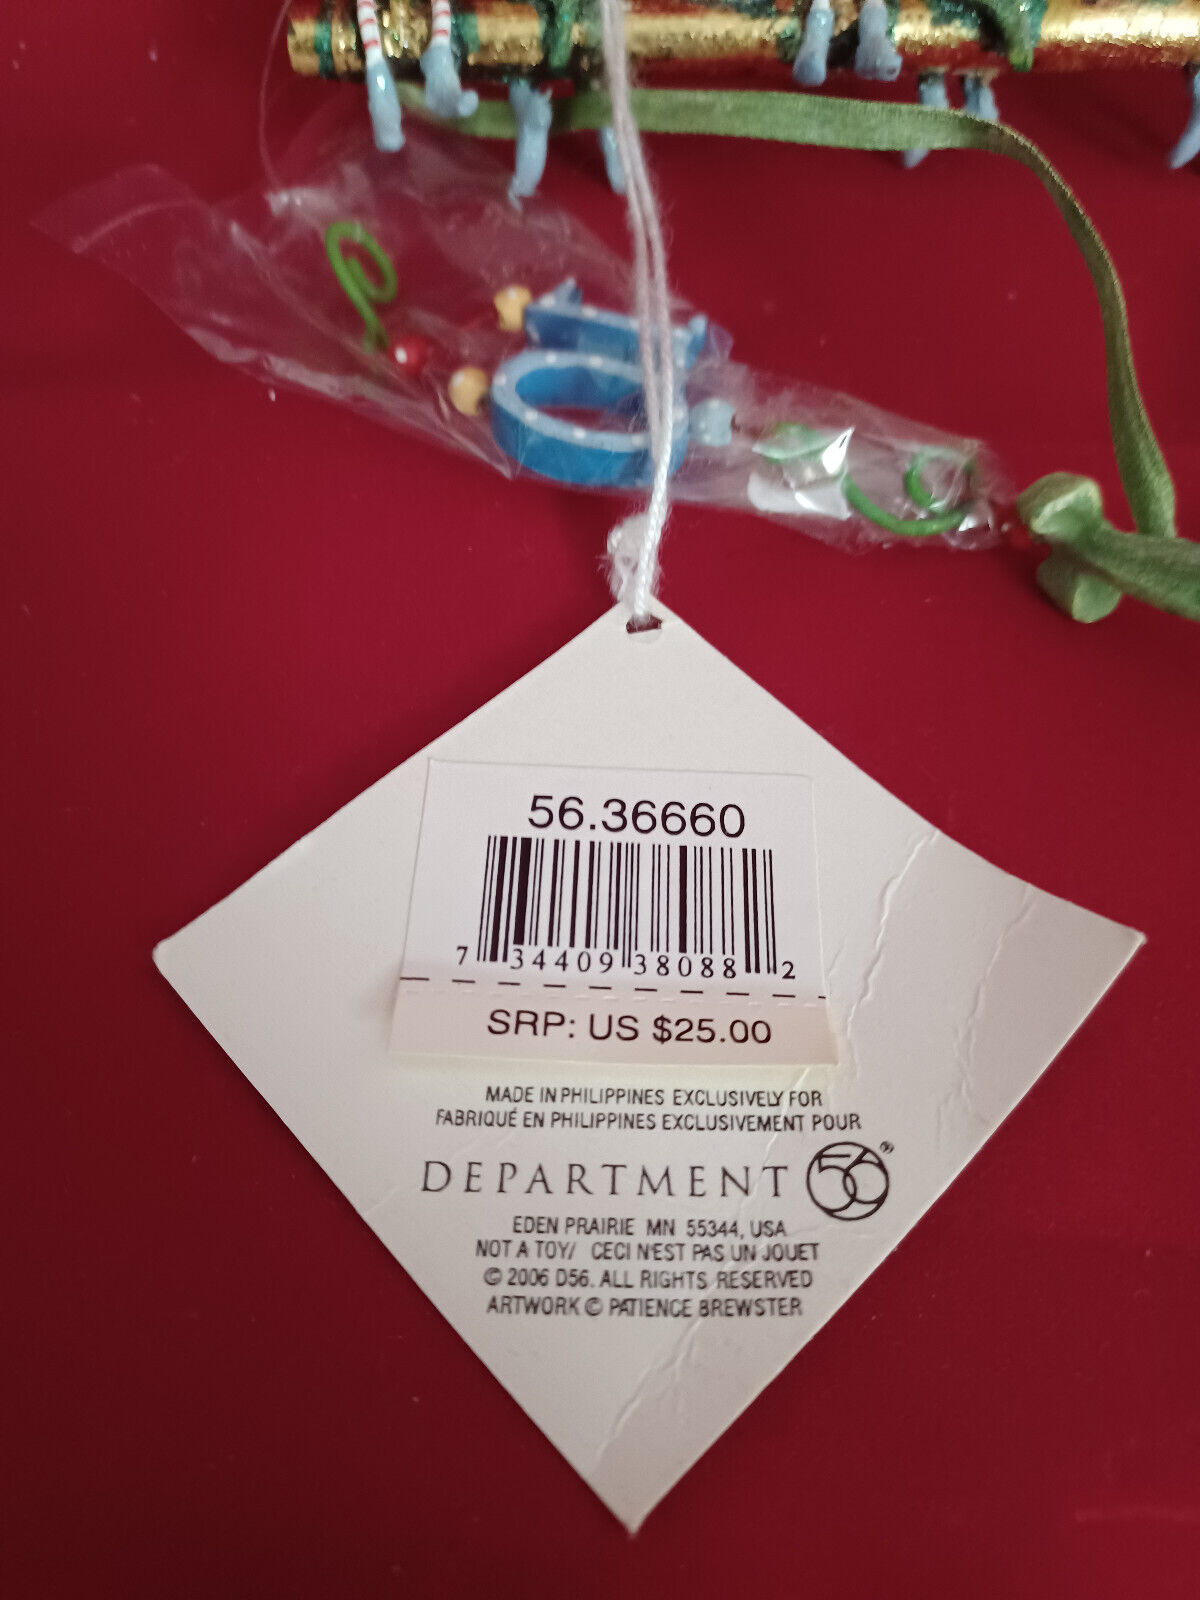 56.36660
7 34409 38088 2
SRP: US $25.00
MADE IN PHILIPPINES EXCLUSIVELY FOR
FABRIQUÉ EN PHILIPPINES EXCLUSIVEMENT POUR
DEPARTMENT 56®
EDEN PRAIRIE MN 55344, USA
NOT A TOY/ CECI N'EST PAS UN JOUET
© 2006 D56. ALL RIGHTS RESERVED
ARTWORK © PATIENCE BREWSTER